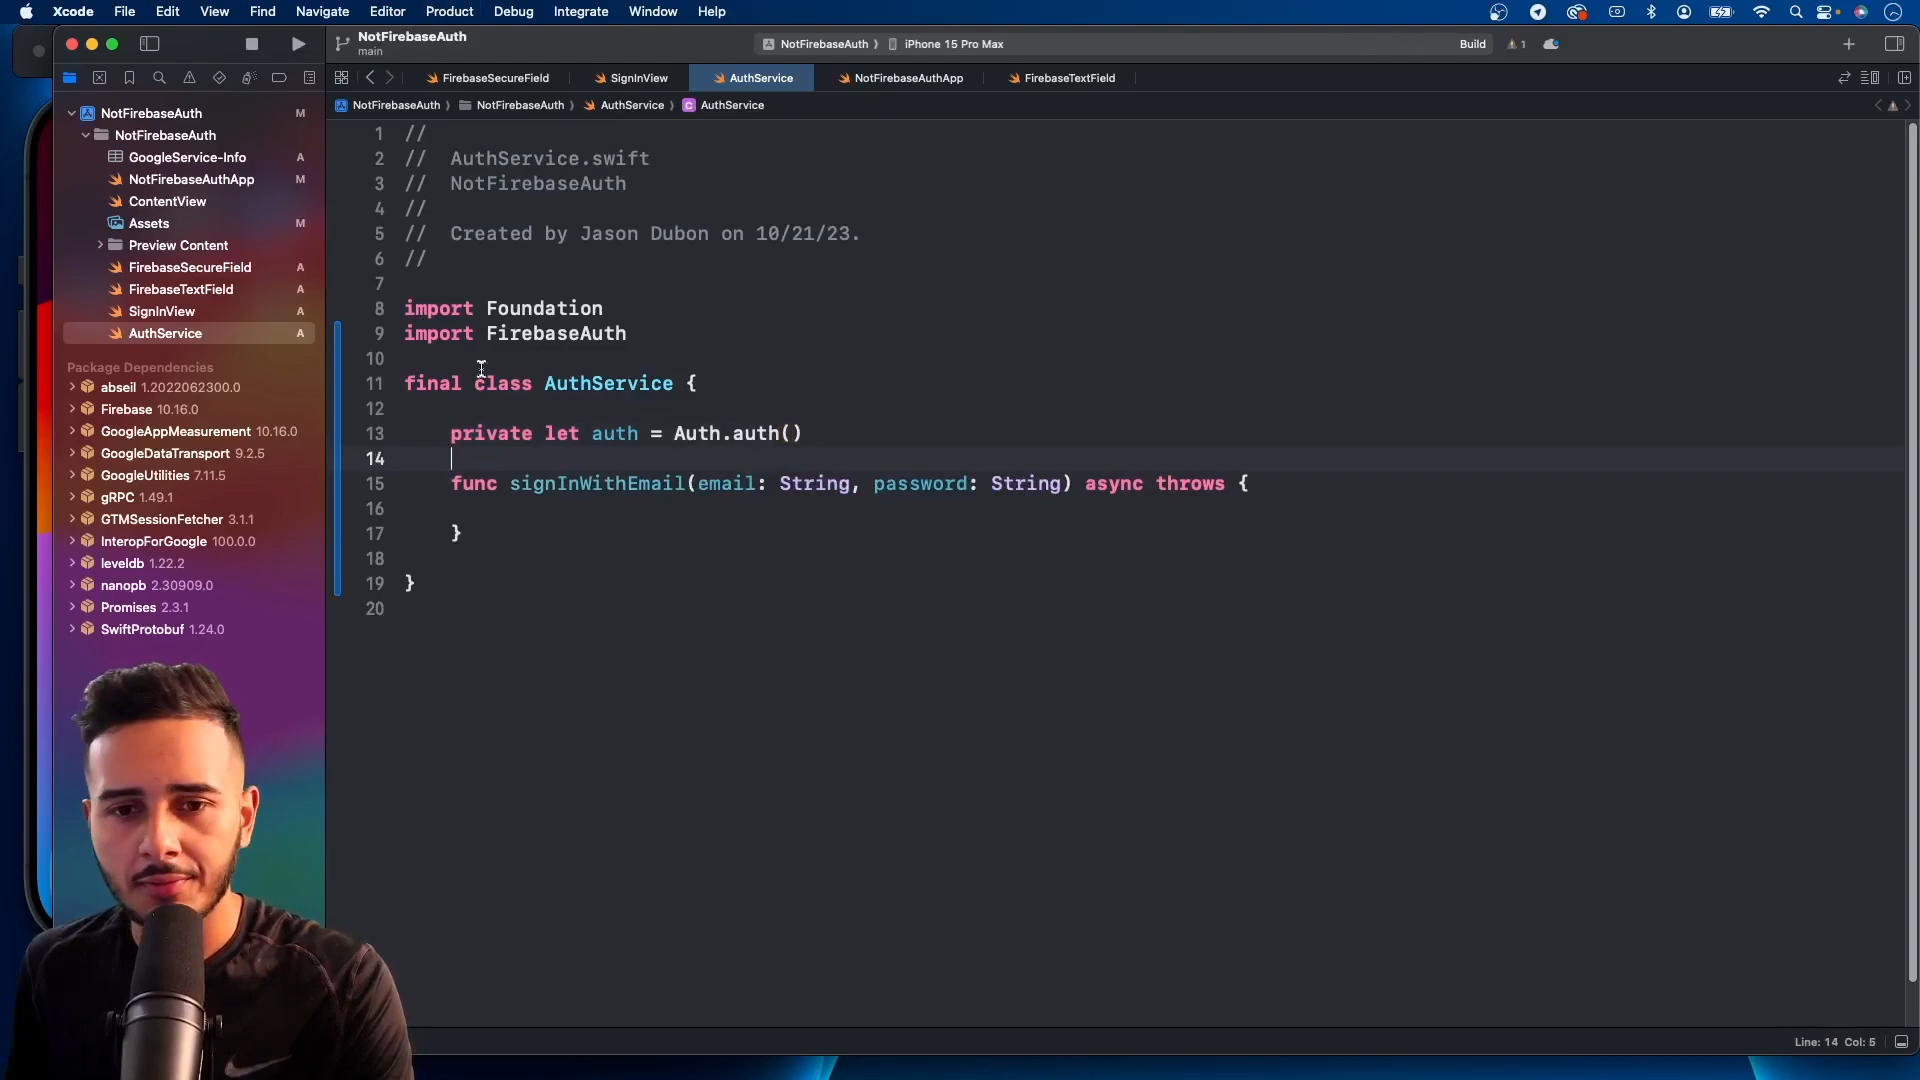 Xcode File Edit View Find Navigate Editor Product Debug Integrate Window Help
NotFirebaseAuth
main
NotFirebaseAuth 〉 iPhone 15 Pro Max
Build
1
FirebaseSecureField
SignInView
AuthService
NotFirebaseAuthApp
FirebaseTextField
NotFirebaseAuth 〉 NotFirebaseAuth 〉 AuthService 〉 C AuthService
NotFirebaseAuth M
NotFirebaseAuth
GoogleService-Info A
NotFirebaseAuthApp M
ContentView
Assets M
Preview Content
FirebaseSecureField A
FirebaseTextField A
SignInView A
AuthService A
Package Dependencies
abseil 1.2022062300.0
Firebase 10.16.0
GoogleAppMeasurement 10.16.0
GoogleDataTransport 9.2.5
GoogleUtilities 7.11.5
gRPC 1.49.1
GTMSessionFetcher 3.1.1
InteropForGoogle 100.0.0
leveldb 1.22.2
nanopb 2.30909.0
Promises 2.3.1
SwiftProtobuf 1.24.0
1 //
2 //  AuthService.swift
3 //  NotFirebaseAuth
4 //
5 //  Created by Jason Dubon on 10/21/23.
6 //
7
8 import Foundation
9 import FirebaseAuth
10
11 final class AuthService {
12
13     private let auth = Auth.auth()
14
15     func signInWithEmail(email: String, password: String) async throws {
16
17     }
18
19 }
20
Line: 14 Col: 5